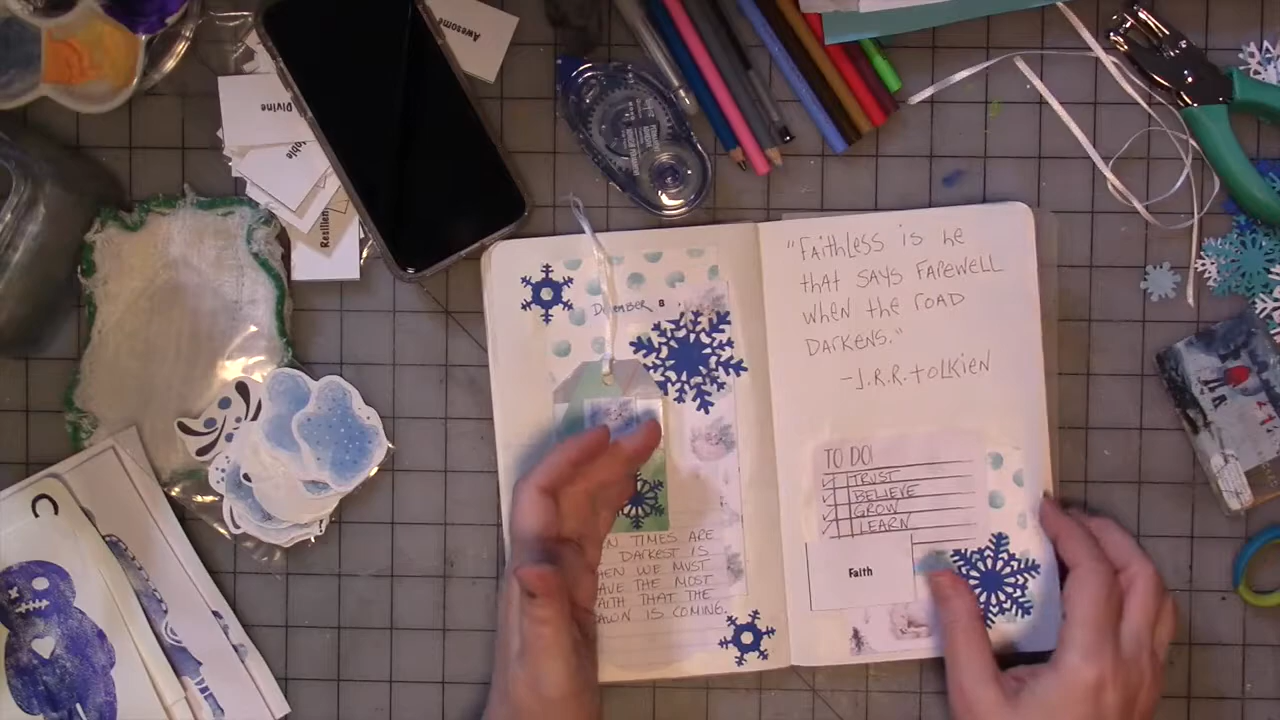 Awesome
Divine
December 8
"FAithLESS is he
that SAYS FAREWELL
when the ROAD
DARKENS."
-J.R.R. tOLKiEN
TO DO!
TRUST
BELIEVE
GROW
LEARN
Faith
TIMES ARE
DARKEST IS
WE MUST
THE MOST
THAT THE
IS COMING.